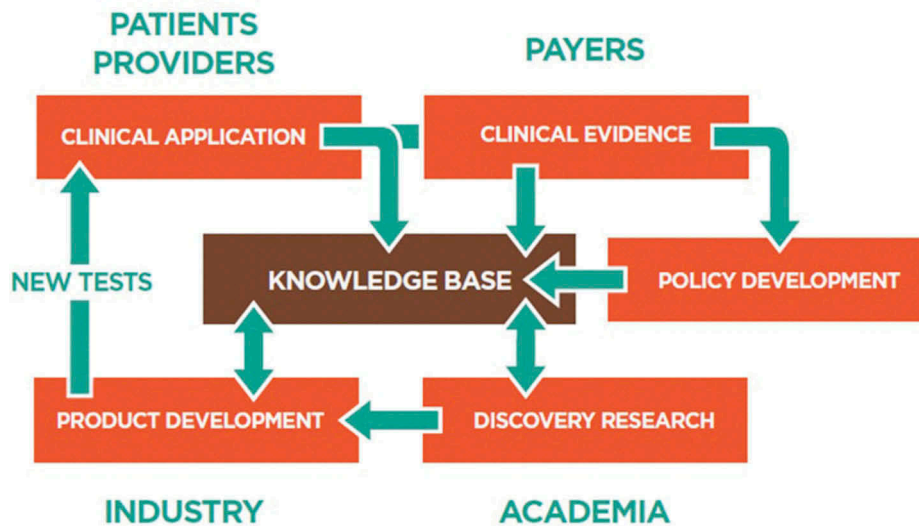 PATIENTS
PROVIDERS
PAYERS
CLINICAL APPLICATION
CLINICAL EVIDENCE
NEW TESTS
KNOWLEDGE BASE
POLICY DEVELOPMENT
PRODUCT DEVELOPMENT
DISCOVERY RESEARCH
INDUSTRY
ACADEMIA